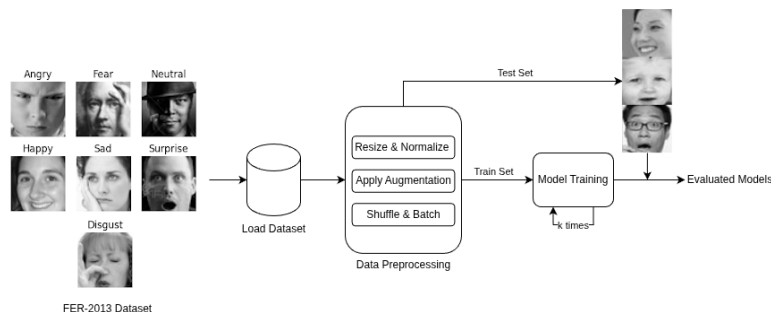 Angry
Fear
Neutral
Happy
Sad
Surprise
Disgust
FER-2013 Dataset
Load Dataset
Resize & Normalize
Apply Augmentation
Shuffle & Batch
Data Preprocessing
Test Set
Train Set
Model Training
k times
Evaluated Models